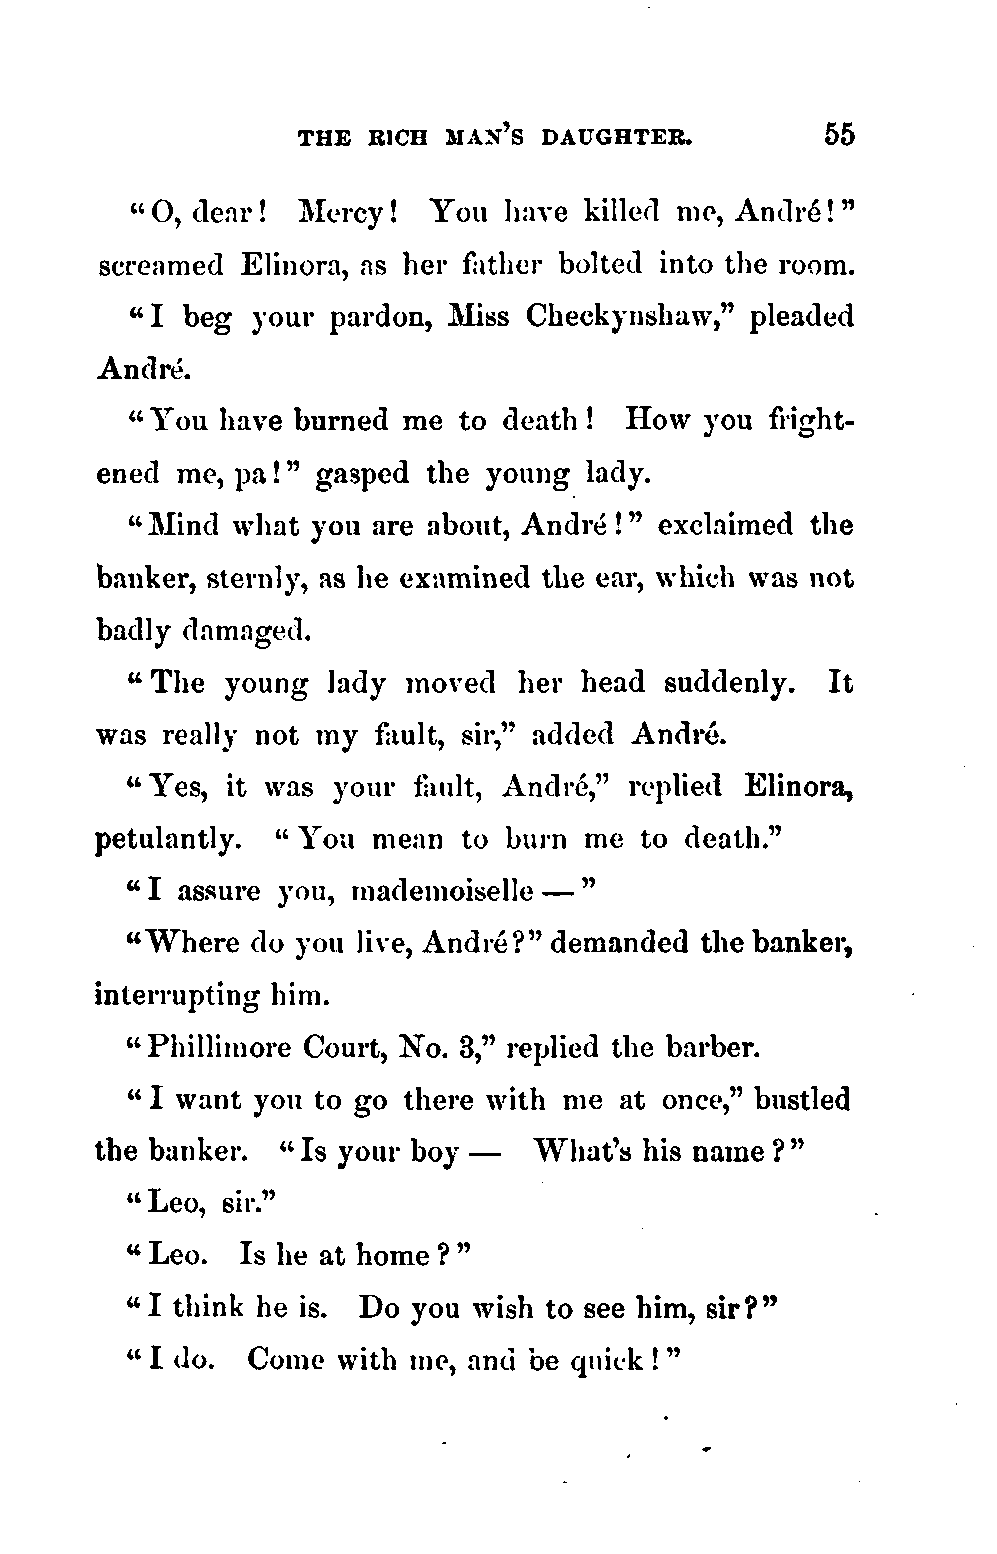 THE RICH MAN'S DAUGHTER. 55
"O, dear! Mercy! You have killed me, André!"
screamed Elinora, as her father bolted into the room.
"I beg your pardon, Miss Checkynshaw," pleaded
André.
"You have burned me to death! How you fright-
ened me, pa!" gasped the young lady.
"Mind what you are about, André!" exclaimed the
banker, sternly, as he examined the ear, which was not
badly damaged.
"The young lady moved her head suddenly. It
was really not my fault, sir," added André.
"Yes, it was your fault, André," replied Elinora,
petulantly. "You mean to burn me to death."
"I assure you, mademoiselle — "
"Where do you live, André?" demanded the banker,
interrupting him.
"Phillimore Court, No. 3," replied the barber.
"I want you to go there with me at once," bustled
the banker. "Is your boy — What's his name?"
"Leo, sir."
"Leo. Is he at home?"
"I think he is. Do you wish to see him, sir?"
"I do. Come with me, and be quick!"